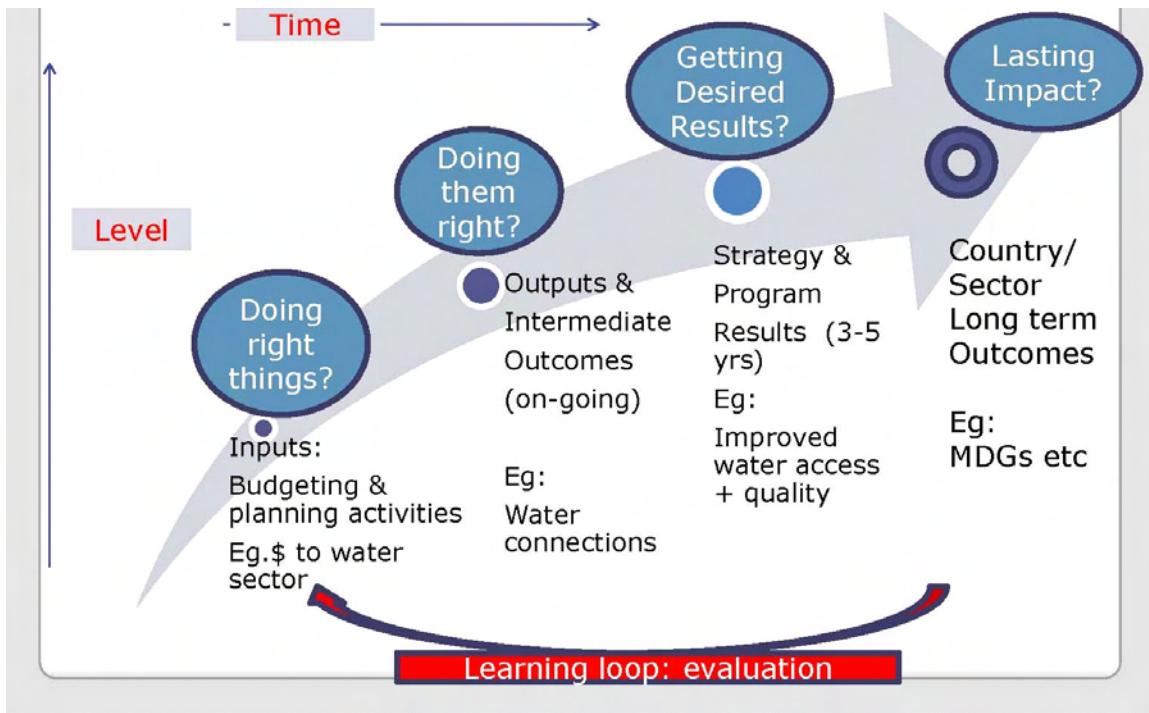 Time
Level
Doing
right
things?
Inputs:
Budgeting &
planning activities
Eg.$ to water
sector
Doing
them
right?
Outputs &
Intermediate
Outcomes
(on-going)
Eg:
Water
connections
Getting
Desired
Results?
Strategy &
Program
Results (3-5
yrs)
Eg:
Improved
water access
+ quality
Lasting
Impact?
Country/
Sector
Long term
Outcomes
Eg:
MDGs etc
Learning loop: evaluation